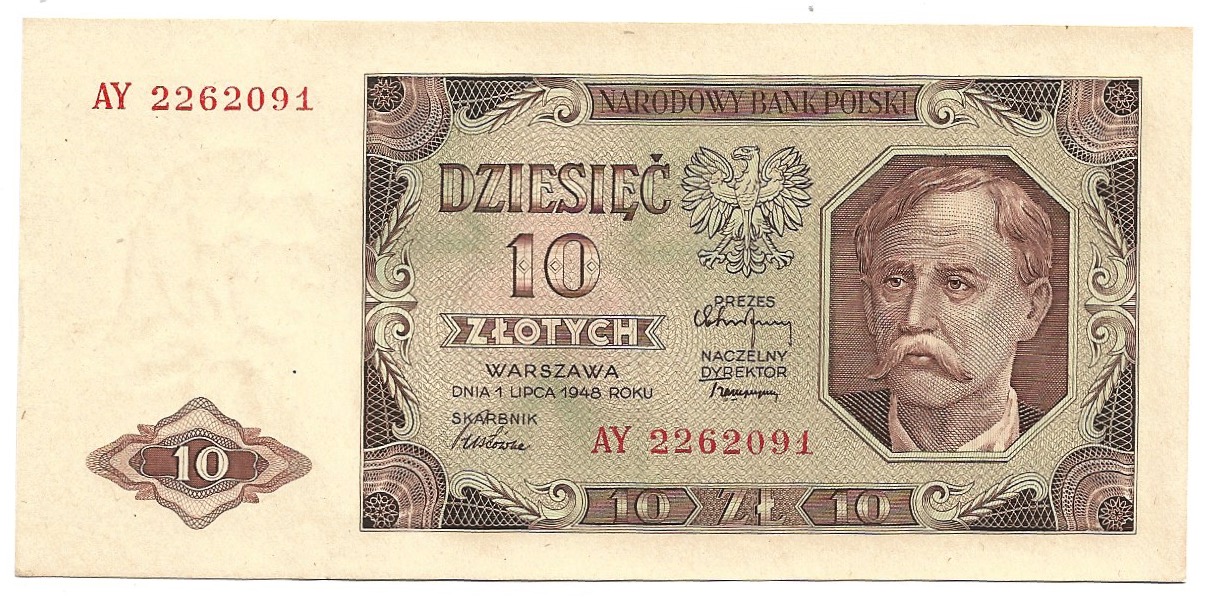 AY 2262091
NARODOWY BANK POLSKI
DZIESIĘĆ
10
ZŁOTYCH
WARSZAWA
DNIA 1 LIPCA 1948 ROKU
SKARBNIK
PREZES
NACZELNY
DYREKTOR
AY 2262091
10
10 ZŁ 10